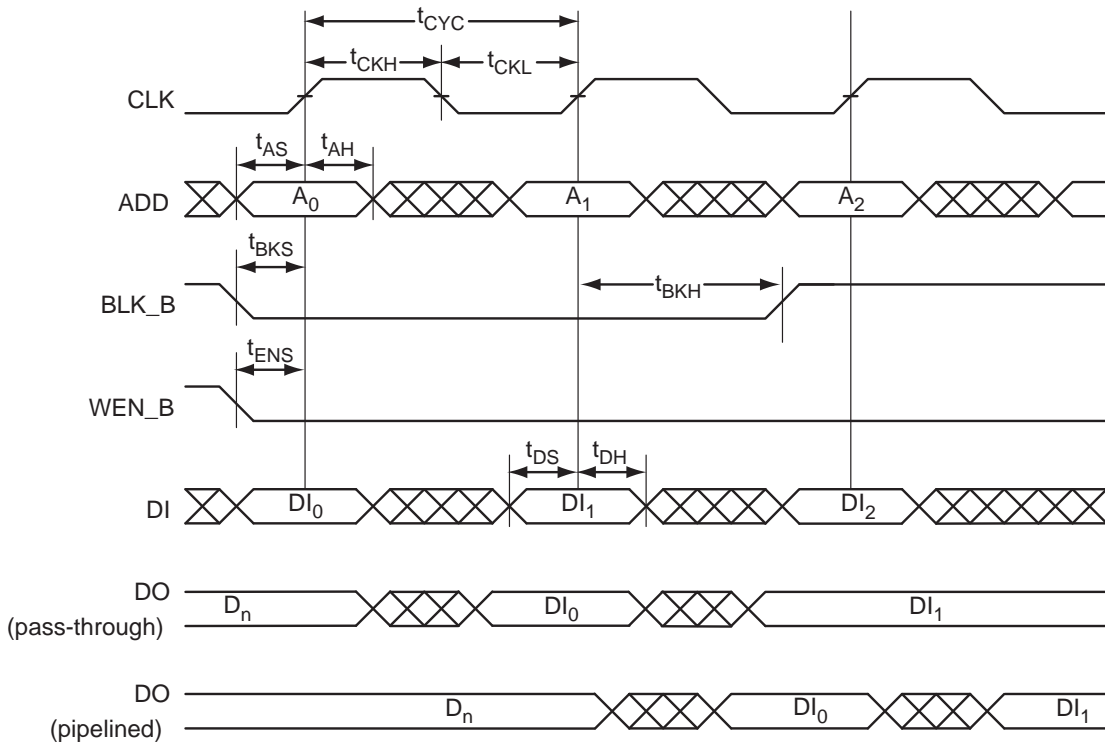 tCYC
tCKH tCKL
CLK
tAS tAH
ADD A0 A1 A2
tBKS
tBKH
BLK_B
tENS
WEN_B
tDS tDH
DI DI0 DI1 DI2
DO
(pass-through)
Dn DI0 DI1
DO
(pipelined)
Dn DI0 DI1